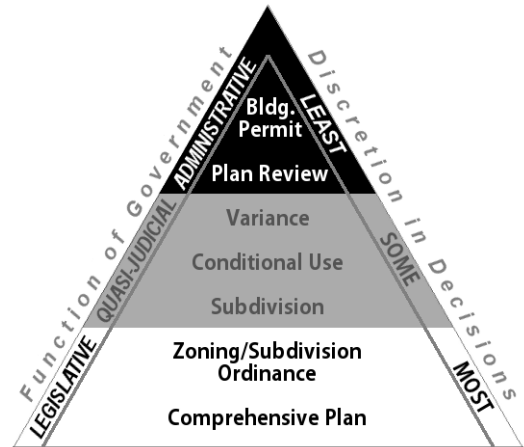 Function of Government
Discretion in Decisions
ADMINISTRATIVE
LEAST
Bldg.
Permit
Plan Review
QUASI-JUDICIAL
SOME
Variance
Conditional Use
Subdivision
LEGISLATIVE
MOST
Zoning/Subdivision
Ordinance
Comprehensive Plan